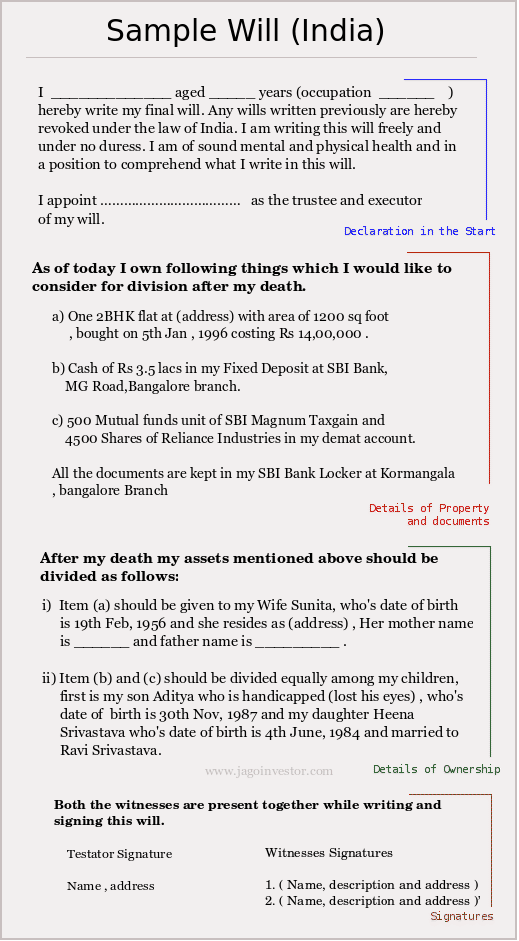 Sample Will (India)
I _____________ aged _____ years (occupation ______ )
hereby write my final will. Any wills written previously are hereby
revoked under the law of India. I am writing this will freely and
under no duress. I am of sound mental and physical health and in
a position to comprehend what I write in this will.
I appoint .................................... as the trustee and executor
of my will.
Declaration in the Start
As of today I own following things which I would like to
consider for division after my death.
a) One 2BHK flat at (address) with area of 1200 sq foot
, bought on 5th Jan , 1996 costing Rs 14,00,000 .
b) Cash of Rs 3.5 lacs in my Fixed Deposit at SBI Bank,
MG Road,Bangalore branch.
c) 500 Mutual funds unit of SBI Magnum Taxgain and
4500 Shares of Reliance Industries in my demat account.
All the documents are kept in my SBI Bank Locker at Kormangala
, bangalore Branch
Details of Property
and documents
After my death my assets mentioned above should be
divided as follows:
i) Item (a) should be given to my Wife Sunita, who's date of birth
is 19th Feb, 1956 and she resides as (address) , Her mother name
is ______ and father name is _________ .
ii) Item (b) and (c) should be divided equally among my children,
first is my son Aditya who is handicapped (lost his eyes) , who's
date of birth is 30th Nov, 1987 and my daughter Heena
Srivastava who's date of birth is 4th June, 1984 and married to
Ravi Srivastava.
www.jagoinvestor.com
Details of Ownership
Both the witnesses are present together while writing and
signing this will.
Testator Signature
Witnesses Signatures
Name , address
1. ( Name, description and address )
2. ( Name, description and address )'
Signatures